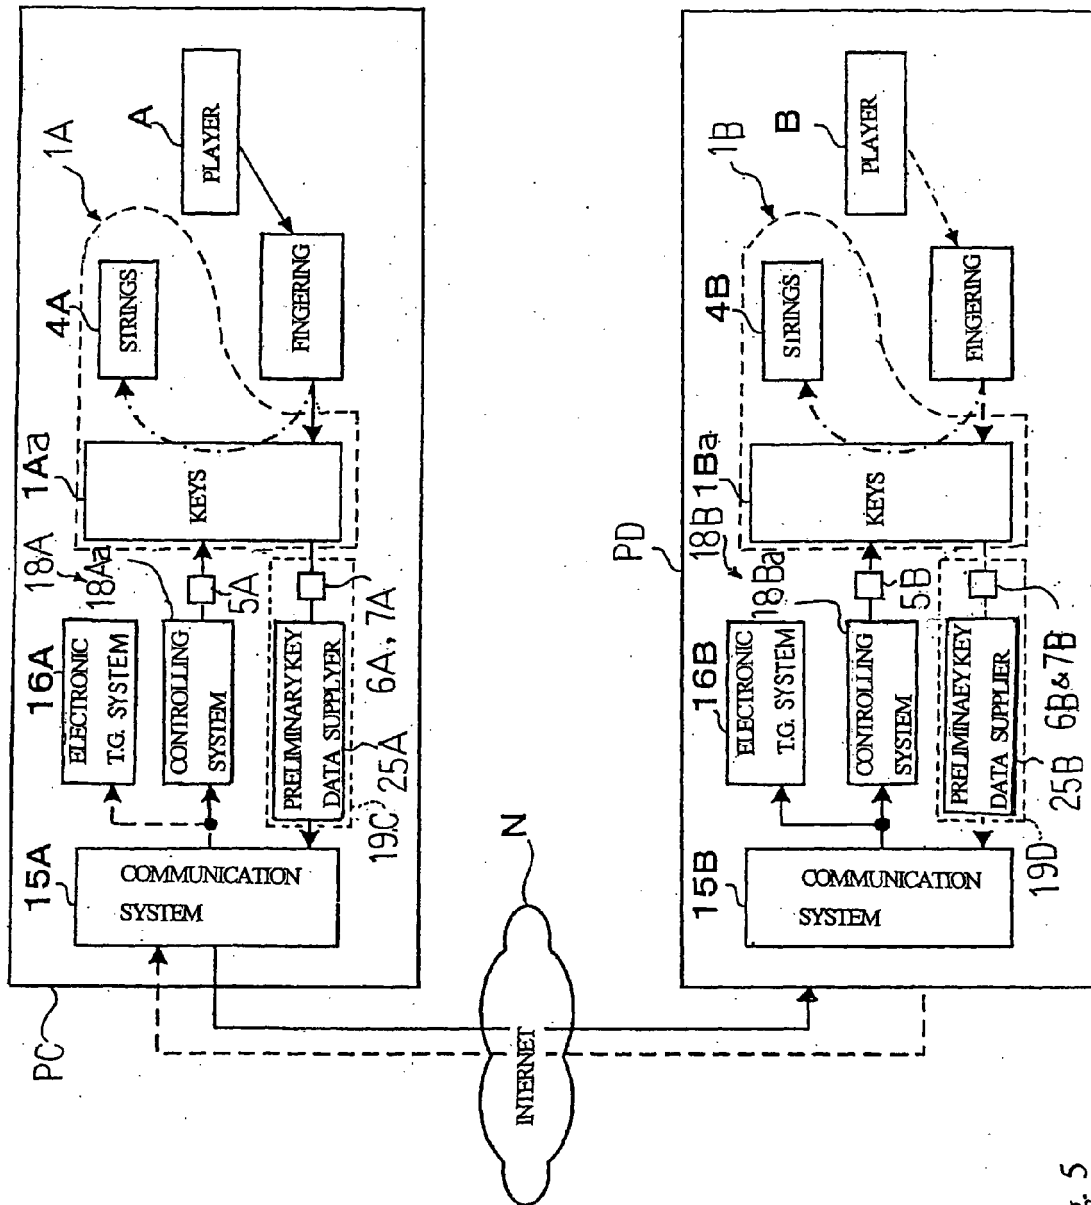 PC
15A
COMMUNICATION
SYSTEM
16A
ELECTRONIC
T.G. SYSTEM
18A
18Aa
CONTROLLING
SYSTEM
5A
PRELIMINARY KEY
DATA SUPPLYER
19C
25A
6A, 7A
1Aa
KEYS
4A
STRINGS
1A
FINGERING
A
PLAYER
N
INTERNET
PD
15B
COMMUNICATION
SYSTEM
16B
ELECTRONIC
T.G. SYSTEM
18B
18Ba
CONTROLLING
SYSTEM
5B
PRELIMINAEY KEY
DATA SUPPLIER
19D
25B
6B & 7B
1Ba
KEYS
4B
STRINGS
1B
FINGERING
B
PLAYER
5